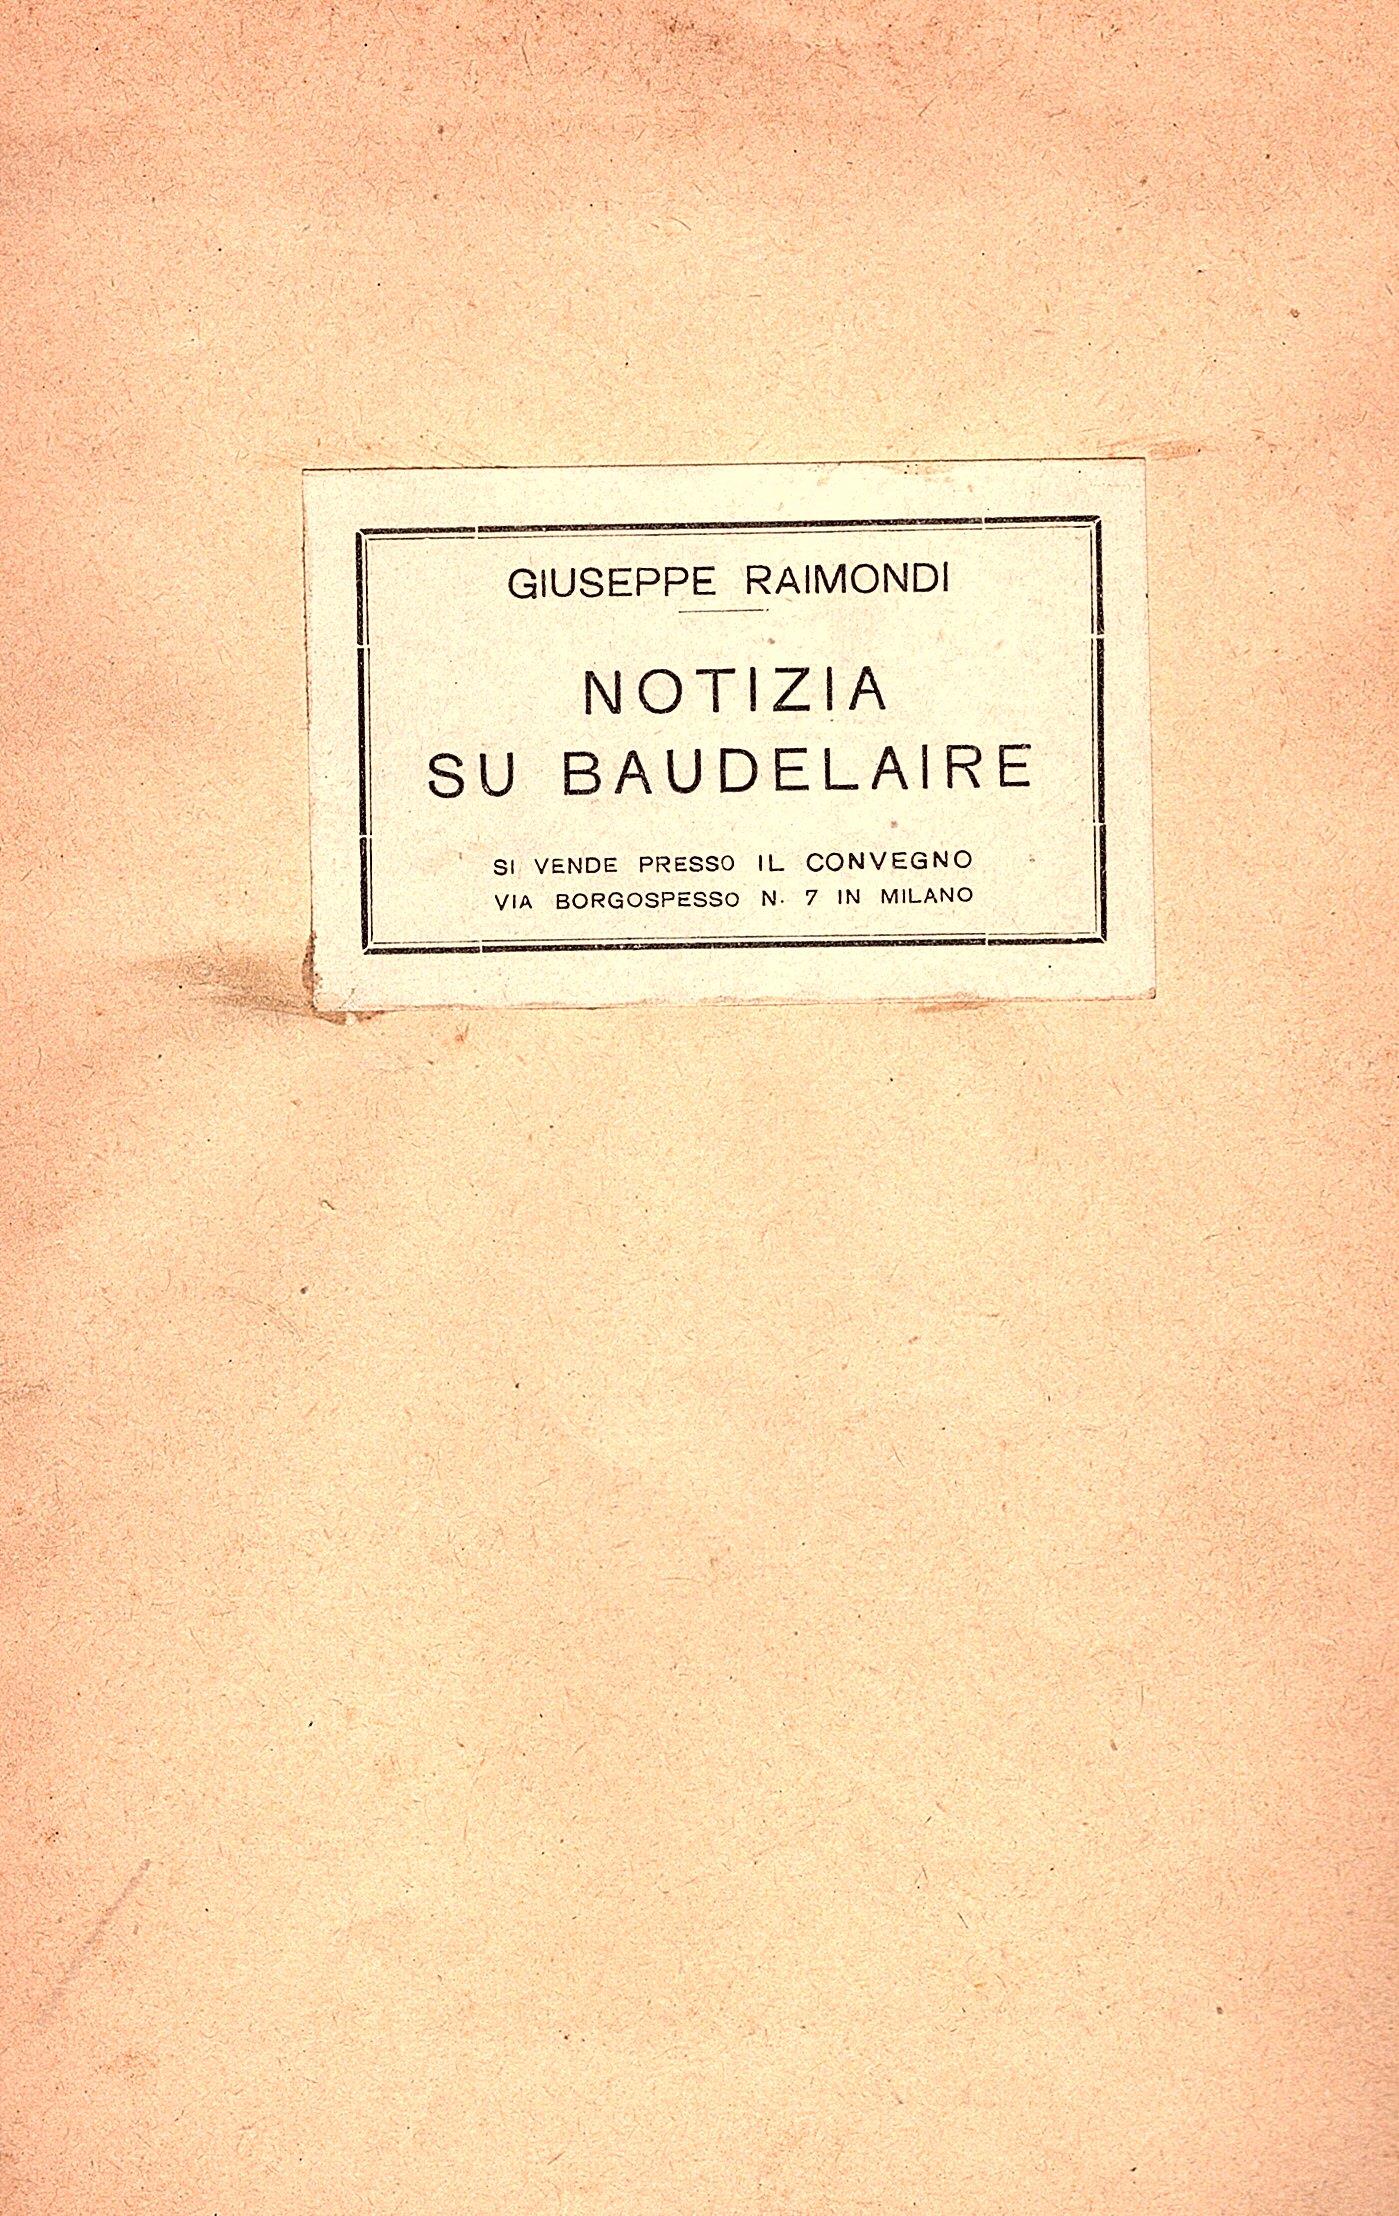 GIUSEPPE RAIMONDI
NOTIZIA
SU BAUDELAIRE
SI VENDE PRESSO IL CONVEGNO
VIA BORGOSPESSO N. 7 IN MILANO